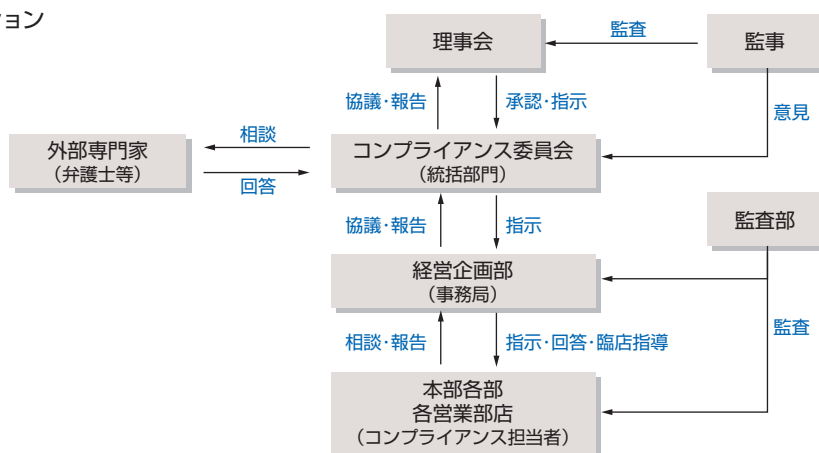 ション
理事会
監査
監事
協議・報告
承認・指示
意見
外部専門家
（弁護士等）
相談
回答
コンプライアンス委員会
（統括部門）
協議・報告
指示
監査部
経営企画部
（事務局）
相談・報告
指示・回答・臨店指導
監査
本部各部
各営業部店
（コンプライアンス担当者）